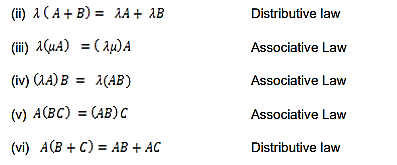 (ii) λ ( A + B) = λA + λB Distributive law
(iii) λ(μA) = ( λμ)A Associative Law
(iv) (λA) B = λ(AB) Associative Law
(v) A(BC) = (AB) C Associative Law
(vi) A(B + C) = AB + AC Distributive law